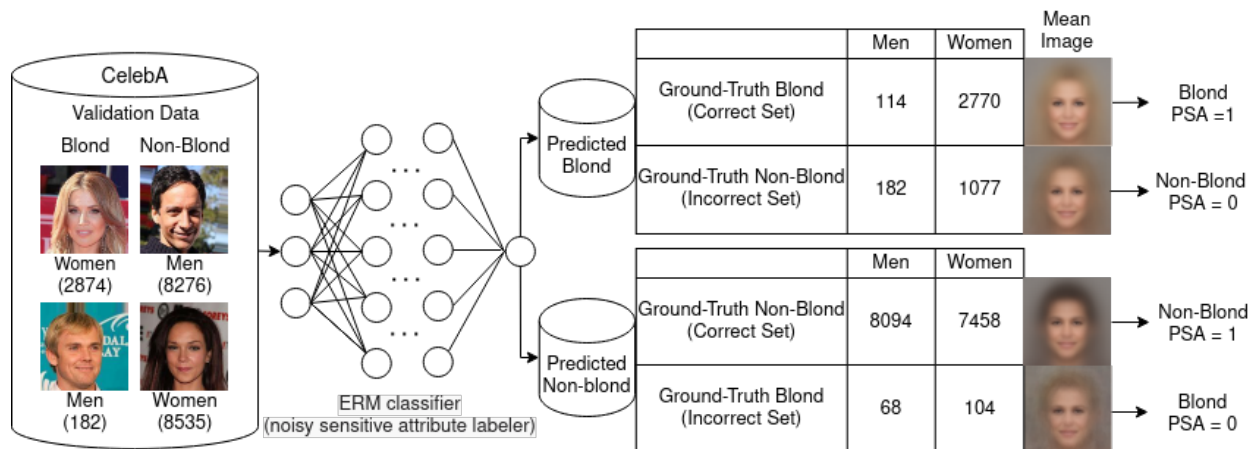 CelebA
Validation Data
Blond
Non-Blond
Women
(2874)
Men
(8276)
Men
(182)
Women
(8535)
ERM classifier
(noisy sensitive attribute labeler)
Predicted
Blond
Men
Women
Mean
Image
Ground-Truth Blond
(Correct Set)
114
2770
Blond
PSA =1
Ground-Truth Non-Blond
(Incorrect Set)
182
1077
Non-Blond
PSA = 0
Predicted
Non-blond
Men
Women
Ground-Truth Non-Blond
(Correct Set)
8094
7458
Non-Blond
PSA = 1
Ground-Truth Blond
(Incorrect Set)
68
104
Blond
PSA = 0